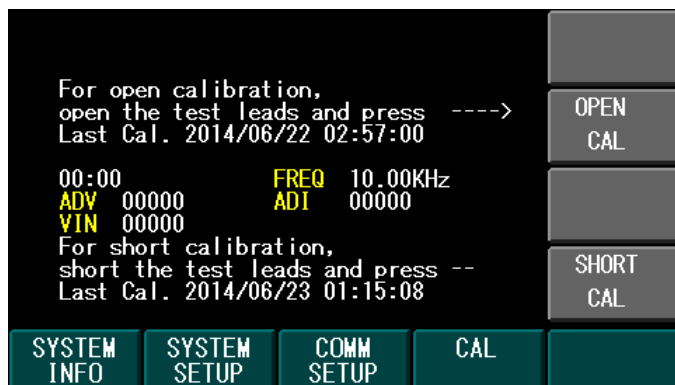 For open calibration,
open the test leads and press ---->
Last Cal. 2014/06/22 02:57:00
OPEN
CAL
00:00 FREQ 10.00KHz
ADV 00000 ADI 00000
VIN 00000
For short calibration,
short the test leads and press --
Last Cal. 2014/06/23 01:15:08
SHORT
CAL
SYSTEM
INFO
SYSTEM
SETUP
COMM
SETUP
CAL